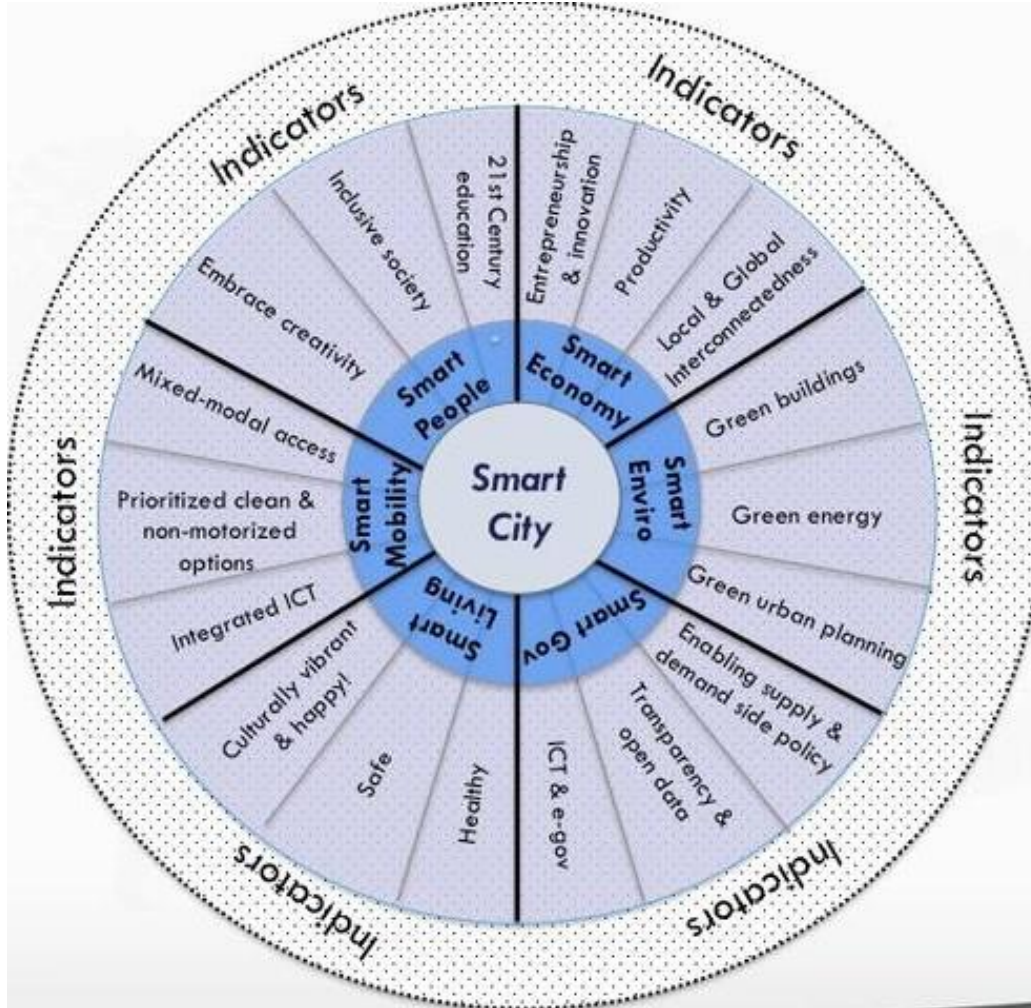 Smart
City
Smart
Economy
Entrepreneurship
& innovation
Productivity
Local & Global
Interconnectedness
Indicators
Smart
Enviro
Green buildings
Green energy
Green urban planning
Indicators
Smart Gov
Enabling supply &
demand side policy
Transparency &
open data
ICT & e-gov
Indicators
Smart
Living
Healthy
Safe
Culturally vibrant
& happy!
Indicators
Smart
Mobility
Integrated ICT
Prioritized clean &
non-motorized
options
Mixed-modal access
Indicators
Smart
People
Embrace creativity
Inclusive society
21st Century
education
Indicators